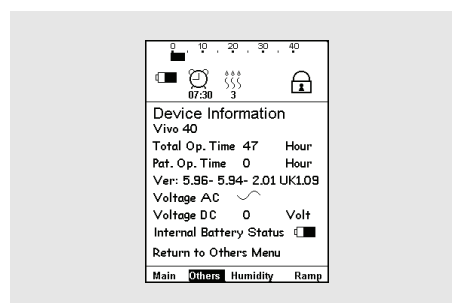 0 10 20 30 40
07:30 3
Device Information
Vivo 40
Total Op. Time 47 Hour
Pat. Op. Time 0 Hour
Ver: 5.96- 5.94- 2.01 UK1.09
Voltage AC
Voltage DC 0 Volt
Internal Battery Status
Return to Others Menu
Main Others Humidity Ramp